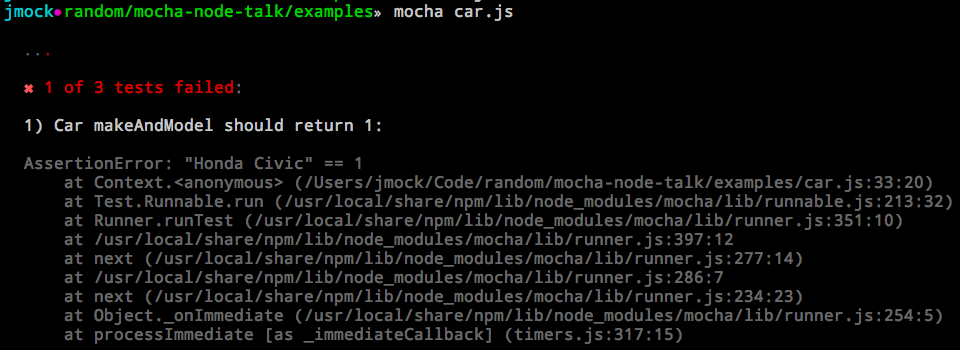 jmock●random/mocha-node-talk/examples» mocha car.js
...
✖ 1 of 3 tests failed:
1) Car makeAndModel should return 1:
AssertionError: "Honda Civic" == 1
at Context.<anonymous> (/Users/jmock/Code/random/mocha-node-talk/examples/car.js:33:20)
at Test.Runnable.run (/usr/local/share/npm/lib/node_modules/mocha/lib/runnable.js:213:32)
at Runner.runTest (/usr/local/share/npm/lib/node_modules/mocha/lib/runner.js:351:10)
at /usr/local/share/npm/lib/node_modules/mocha/lib/runner.js:397:12
at next (/usr/local/share/npm/lib/node_modules/mocha/lib/runner.js:277:14)
at /usr/local/share/npm/lib/node_modules/mocha/lib/runner.js:286:7
at next (/usr/local/share/npm/lib/node_modules/mocha/lib/runner.js:234:23)
at Object._onImmediate (/usr/local/share/npm/lib/node_modules/mocha/lib/runner.js:254:5)
at processImmediate [as _immediateCallback] (timers.js:317:15)